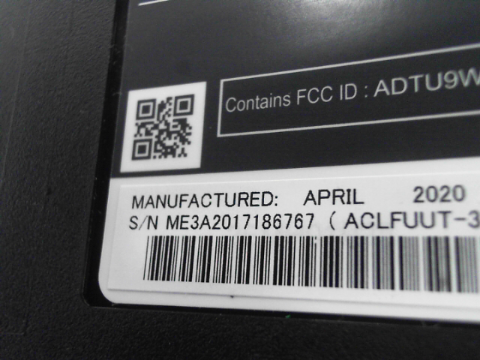 Contains FCC ID : ADTU9W
MANUFACTURED: APRIL 2020
S/N ME3A2017186767 ( ACLFUUT-3